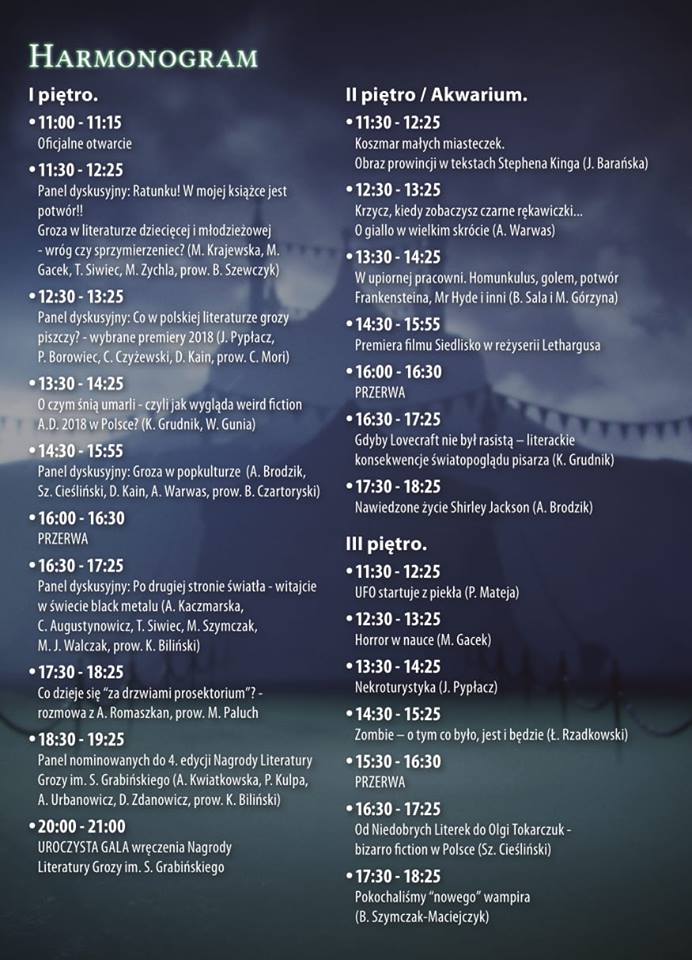 HARMONOGRAM
I piętro.
• 11:00 - 11:15
Oficjalne otwarcie
• 11:30 - 12:25
Panel dyskusyjny: Ratunku! W mojej książce jest
potwór!!
Groza w literaturze dziecięcej i młodzieżowej
- wróg czy sprzymierzeniec? (M. Krajewska, M.
Gacek, T. Siwiec, M. Zychla, prow. B. Szewczyk)
• 12:30 - 13:25
Panel dyskusyjny: Co w polskiej literaturze grozy
piszczy? - wybrane premiery 2018 (J. Pypłacz,
P. Borowiec, C. Czyżewski, D. Kain, prow. C. Mori)
• 13:30 - 14:25
O czym śnią umarli - czyli jak wygląda weird fiction
A.D. 2018 w Polsce? (K. Grudnik, W. Gunia)
• 14:30 - 15:55
Panel dyskusyjny: Groza w popkulturze (A. Brodzik,
Sz. Cieśliński, D. Kain, A. Warwas, prow. B. Czartoryski)
• 16:00 - 16:30
PRZERWA
• 16:30 - 17:25
Panel dyskusyjny: Po drugiej stronie światła - witajcie
w świecie black metalu (A. Kaczmarska,
C. Augustynowicz, T. Siwiec, M. Szymczak,
M. J. Walczak, prow. K. Biliński)
• 17:30 - 18:25
Co dzieje się “za drzwiami prosektorium”? -
rozmowa z A. Romaszkan, prow. M. Paluch
• 18:30 - 19:25
Panel nominowanych do 4. edycji Nagrody Literatury
Grozy im. S. Grabińskiego (A. Kwiatkowska, P. Kulpa,
A. Urbanowicz, D. Zdanowicz, prow. K. Biliński)
• 20:00 - 21:00
UROCZYSTA GALA wręczenia Nagrody
Literatury Grozy im. S. Grabińskiego
II piętro / Akwarium.
• 11:30 - 12:25
Koszmar małych miasteczek.
Obraz prowincji w tekstach Stephena Kinga (J. Barańska)
• 12:30 - 13:25
Krzycz, kiedy zobaczysz czarne rękawiczki...
O giallo w wielkim skrócie (A. Warwas)
• 13:30 - 14:25
W upiornej pracowni. Homunkulus, golem, potwór
Frankensteina, Mr Hyde i inni (B. Sala i M. Górzyna)
• 14:30 - 15:55
Premiera filmu Siedlisko w reżyserii Lethargusa
• 16:00 - 16:30
PRZERWA
• 16:30 - 17:25
Gdyby Lovecraft nie był rasistą – literackie
konsekwencje światopoglądu pisarza (K. Grudnik)
• 17:30 - 18:25
Nawiedzone życie Shirley Jackson (A. Brodzik)
III piętro.
• 11:30 - 12:25
UFO startuje z piekła (P. Mateja)
• 12:30 - 13:25
Horror w nauce (M. Gacek)
• 13:30 - 14:25
Nekroturystyka (J. Pypłacz)
• 14:30 - 15:25
Zombie – o tym co było, jest i będzie (Ł. Rzadkowski)
• 15:30 - 16:30
PRZERWA
• 16:30 - 17:25
Od Niedobrych Literek do Olgi Tokarczuk -
bizarro fiction w Polsce (Sz. Cieśliński)
• 17:30 - 18:25
Pokochaliśmy “nowego” wampira
(B. Szymczak-Maciejczyk)